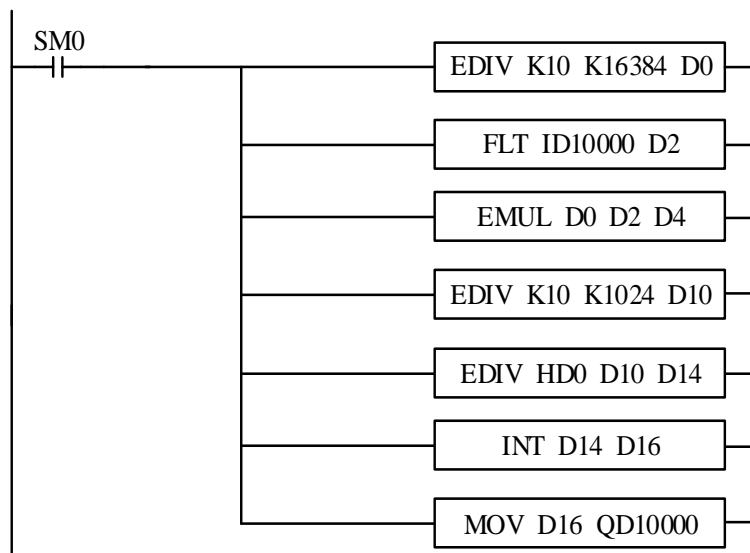 SM0
EDIV K10 K16384 D0
FLT ID10000 D2
EMUL D0 D2 D4
EDIV K10 K1024 D10
EDIV HD0 D10 D14
INT D14 D16
MOV D16 QD10000